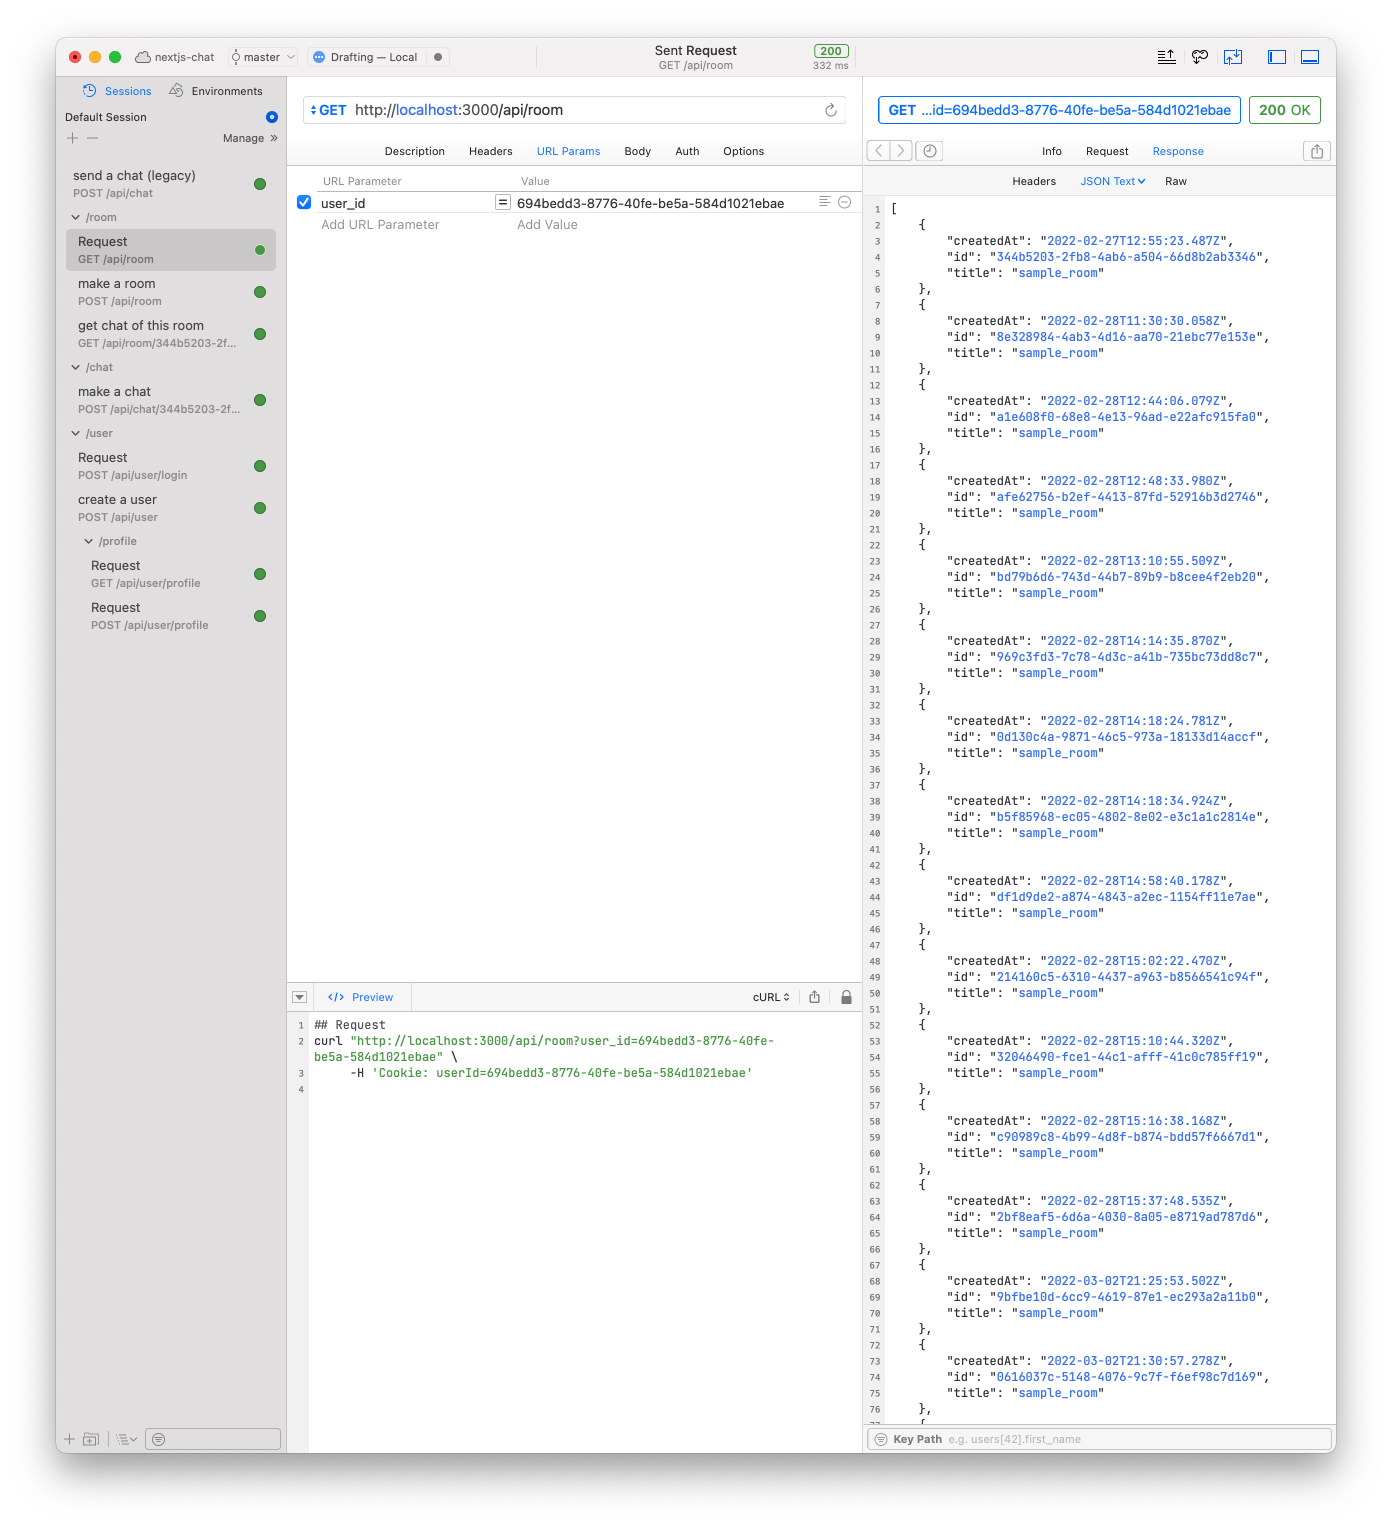 nextjs-chat
master
Drafting — Local
Sent Request
GET /api/room
200
332 ms
Sessions
Environments
Default Session
Manage »
send a chat (legacy)
POST /api/chat
/room
Request
GET /api/room
make a room
POST /api/room
get chat of this room
GET /api/room/344b5203-2f...
/chat
make a chat
POST /api/chat/344b5203-2f...
/user
Request
POST /api/user/login
create a user
POST /api/user
/profile
Request
GET /api/user/profile
Request
POST /api/user/profile
GET http://localhost:3000/api/room
Description Headers URL Params Body Auth Options
URL Parameter Value
user_id = 694bedd3-8776-40fe-be5a-584d1021ebae
Add URL Parameter Add Value
</> Preview
cURL
1 ## Request
2 curl "http://localhost:3000/api/room?user_id=694bedd3-8776-40fe-
be5a-584d1021ebae" \
3 -H 'Cookie: userId=694bedd3-8776-40fe-be5a-584d1021ebae'
4
GET ...id=694bedd3-8776-40fe-be5a-584d1021ebae
200 OK
Info Request Response
Headers JSON Text Raw
1 [
2 {
3 "createdAt": "2022-02-27T12:55:23.487Z",
4 "id": "344b5203-2fb8-4ab6-a504-66d8b2ab3346",
5 "title": "sample_room"
6 },
7 {
8 "createdAt": "2022-02-28T11:30:30.058Z",
9 "id": "8e328984-4ab3-4d16-aa70-21ebc77e153e",
10 "title": "sample_room"
11 },
12 {
13 "createdAt": "2022-02-28T12:44:06.079Z",
14 "id": "a1e608f0-68e8-4e13-96ad-e22afc915fa0",
15 "title": "sample_room"
16 },
17 {
18 "createdAt": "2022-02-28T12:48:33.980Z",
19 "id": "afe62756-b2ef-4413-87fd-52916b3d2746",
20 "title": "sample_room"
21 },
22 {
23 "createdAt": "2022-02-28T13:10:55.509Z",
24 "id": "bd79b6d6-743d-44b7-89b9-b8cee4f2eb20",
25 "title": "sample_room"
26 },
27 {
28 "createdAt": "2022-02-28T14:14:35.870Z",
29 "id": "969c3fd3-7c78-4d3c-a41b-735bc73dd8c7",
30 "title": "sample_room"
31 },
32 {
33 "createdAt": "2022-02-28T14:18:24.781Z",
34 "id": "0d130c4a-9871-46c5-973a-18133d14accf",
35 "title": "sample_room"
36 },
37 {
38 "createdAt": "2022-02-28T14:18:34.924Z",
39 "id": "b5f85968-ec05-4802-8e02-e3c1a1c2814e",
40 "title": "sample_room"
41 },
42 {
43 "createdAt": "2022-02-28T14:58:40.178Z",
44 "id": "df1d9de2-a874-4843-a2ec-1154ff11e7ae",
45 "title": "sample_room"
46 },
47 {
48 "createdAt": "2022-02-28T15:02:22.470Z",
49 "id": "214160c5-6310-4437-a963-b8566541c94f",
50 "title": "sample_room"
51 },
52 {
53 "createdAt": "2022-02-28T15:10:44.320Z",
54 "id": "32046490-fce1-44c1-afff-41c0c785ff19",
55 "title": "sample_room"
56 },
57 {
58 "createdAt": "2022-02-28T15:16:38.168Z",
59 "id": "c90989c8-4b99-4d8f-b874-bdd57f6667d1",
60 "title": "sample_room"
61 },
62 {
63 "createdAt": "2022-02-28T15:37:48.535Z",
64 "id": "2bf8eaf5-6d6a-4030-8a05-e8719ad787d6",
65 "title": "sample_room"
66 },
67 {
68 "createdAt": "2022-03-02T21:25:53.502Z",
69 "id": "9bfbe10d-6cc9-4619-87e1-ec293a2a11b0",
70 "title": "sample_room"
71 },
72 {
73 "createdAt": "2022-03-02T21:30:57.278Z",
74 "id": "0616037c-5148-4076-9c7f-f6ef98c7d169",
75 "title": "sample_room"
76 },
77 {
Key Path e.g. users[42].first_name